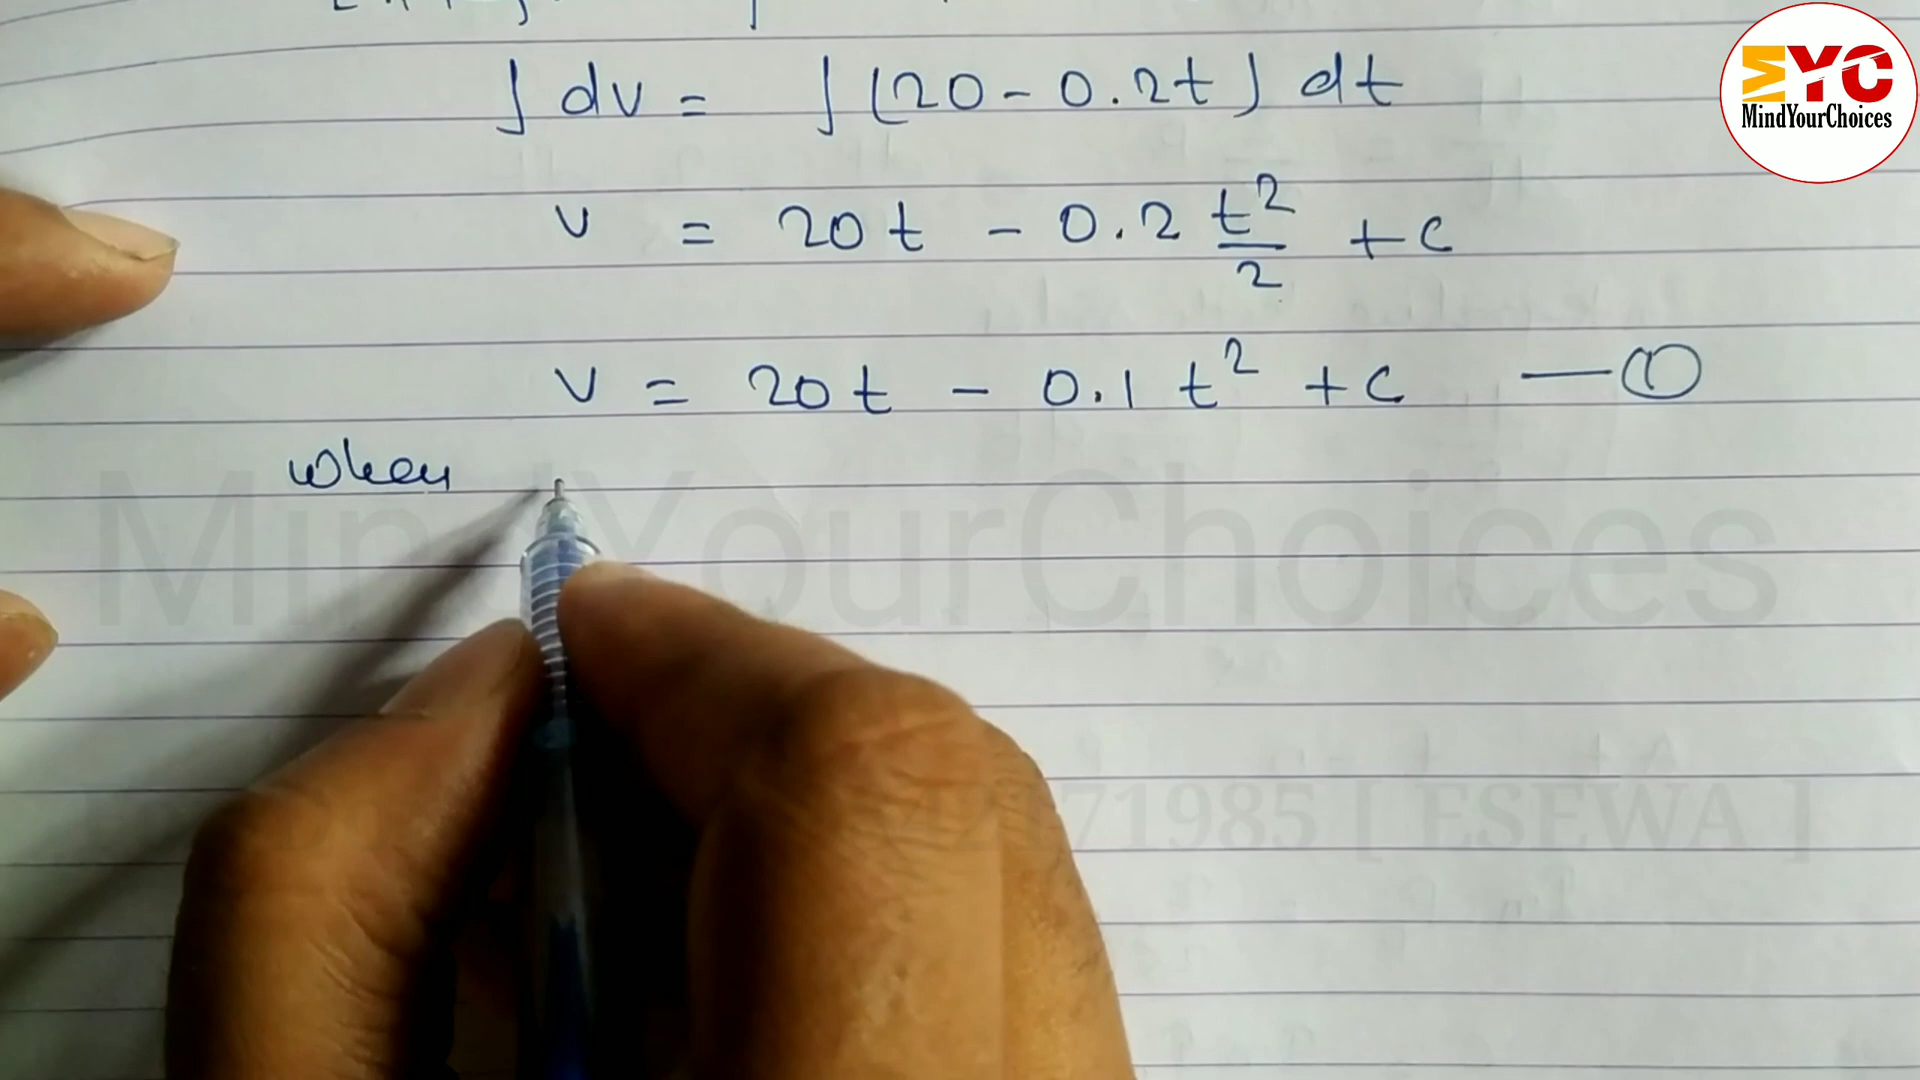 ∫ dv = ∫ (20 - 0.2t) dt
v = 20t - 0.2 t²/2 + c
v = 20t - 0.1 t² + c — ①
when
MYC
MindYourChoices
MindYourChoices
71985 [ ESEWA ]